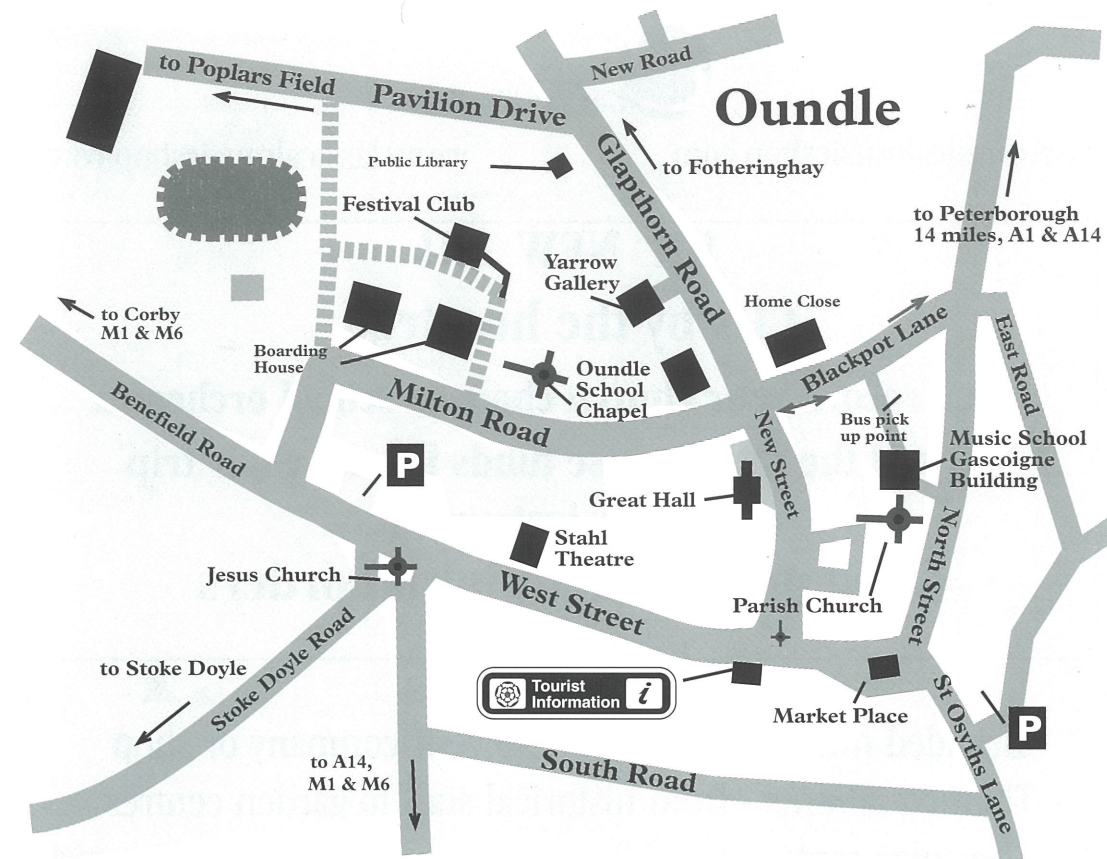 to Poplars Field
Pavilion Drive
New Road
Oundle
Public Library
Glapthorn Road
to Fotheringhay
Festival Club
to Peterborough
14 miles, A1 & A14
Yarrow
Gallery
Home Close
to Corby
M1 & M6
Boarding
House
Blackpot Lane
East Road
Oundle
School
Chapel
Benefield Road
Milton Road
Bus pick
up point
New Street
Music School
Gascoigne
Building
P
Great Hall
Stahl
Theatre
North Street
Jesus Church
West Street
Parish Church
to Stoke Doyle
Stoke Doyle Road
Tourist
Information
i
Market Place
St Osyths Lane
P
to A14,
M1 & M6
South Road